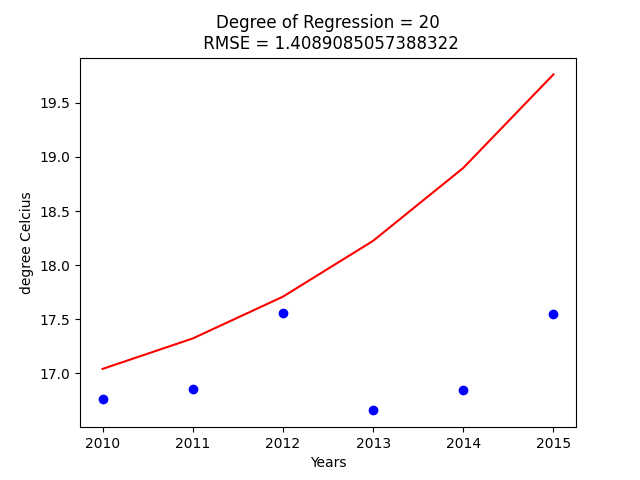 Degree of Regression = 20
RMSE = 1.4089085057388322
degree Celcius
19.5
19.0
18.5
18.0
17.5
17.0
2010 2011 2012 2013 2014 2015
Years